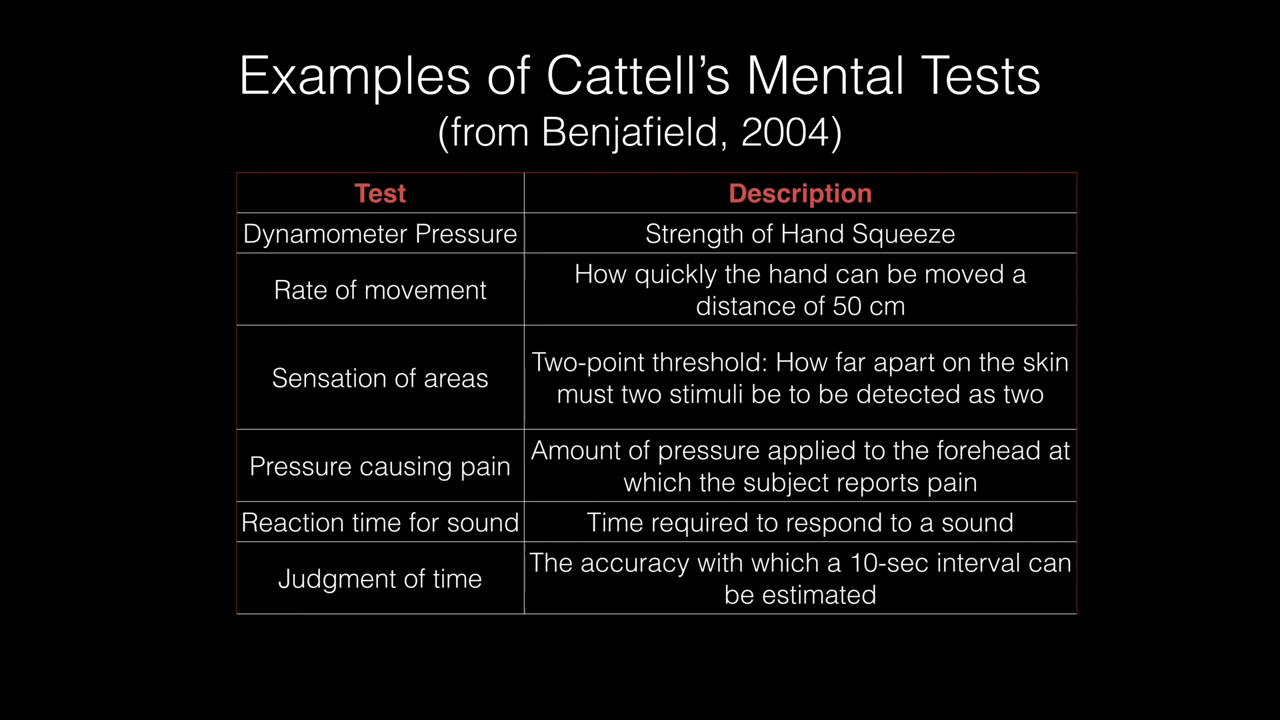 Examples of Cattell’s Mental Tests
(from Benjafield, 2004)
Test
Description
Dynamometer Pressure
Strength of Hand Squeeze
Rate of movement
How quickly the hand can be moved a
distance of 50 cm
Sensation of areas
Two-point threshold: How far apart on the skin
must two stimuli be to be detected as two
Pressure causing pain
Amount of pressure applied to the forehead at
which the subject reports pain
Reaction time for sound
Time required to respond to a sound
Judgment of time
The accuracy with which a 10-sec interval can
be estimated